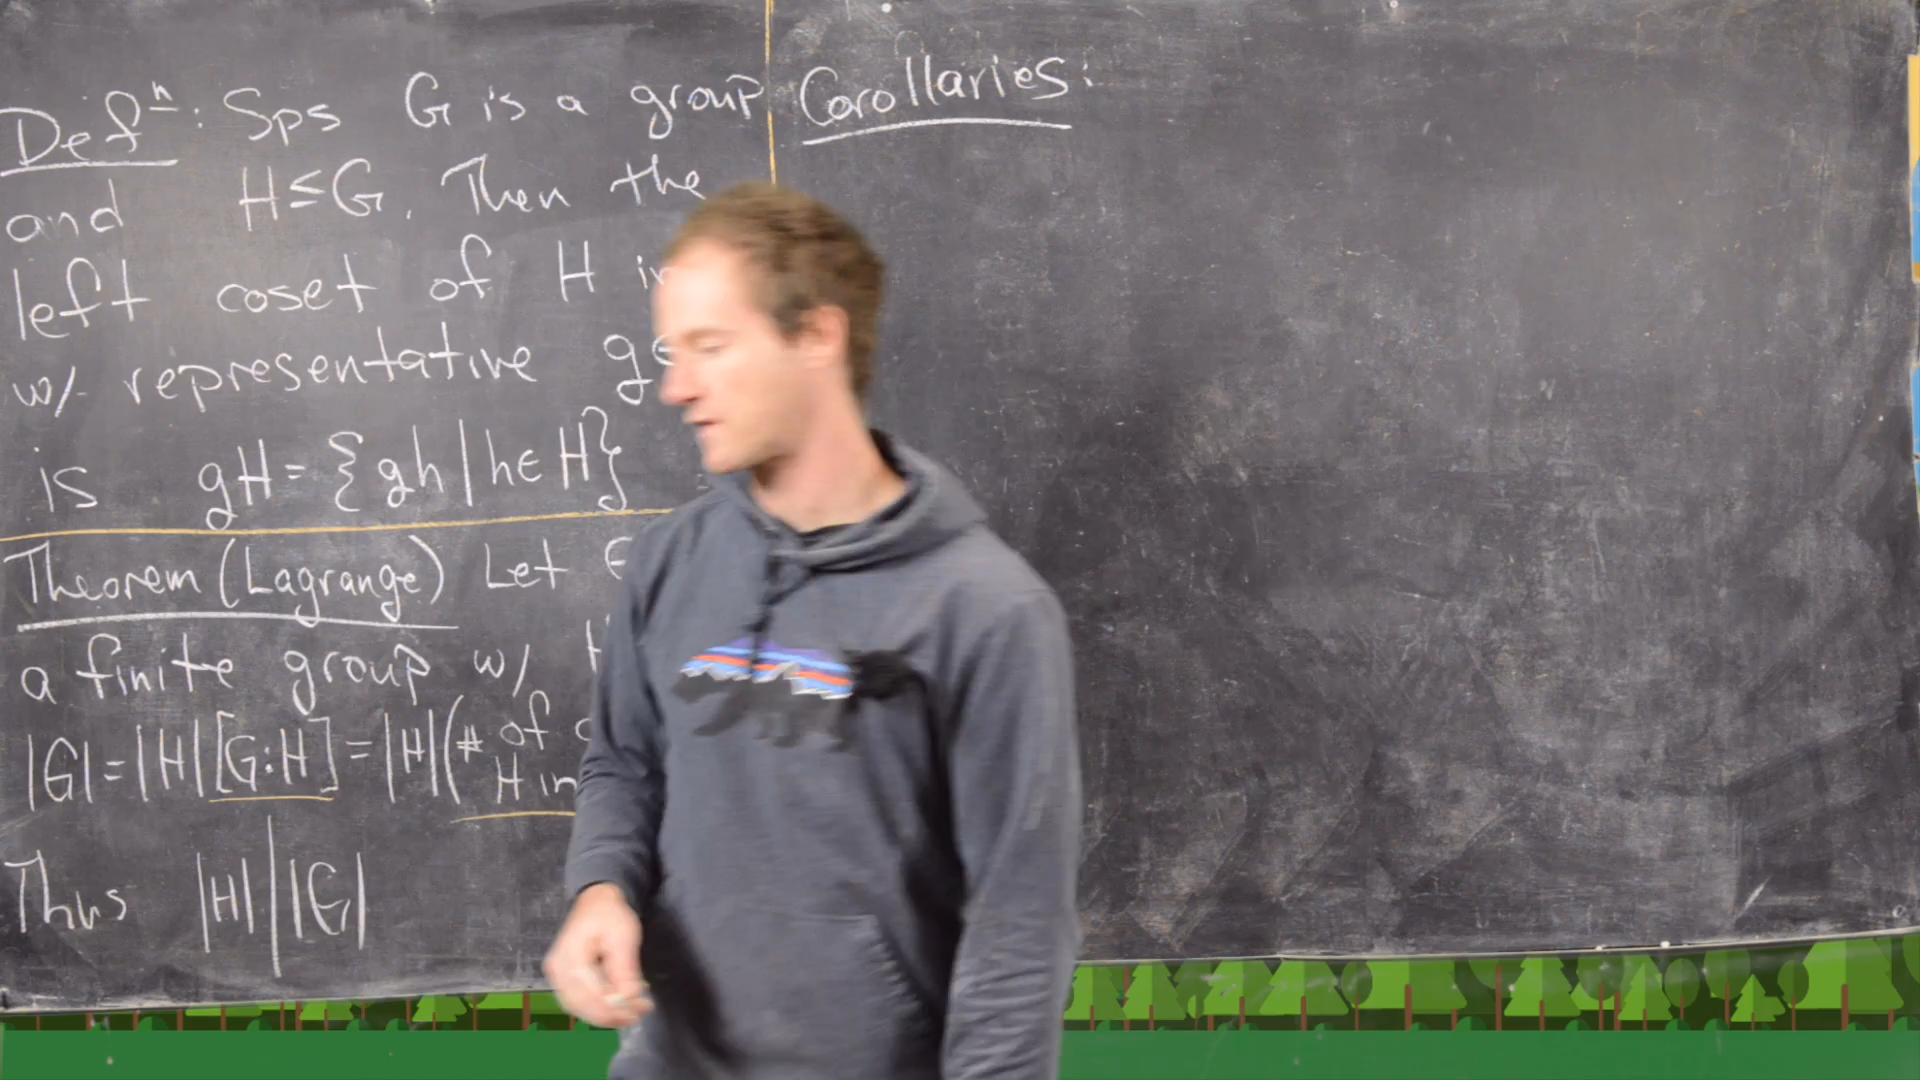 Defⁿ: Sps G is a group
and H≤G. Then the
left coset of H
w/ representative
is gH={gh|h∈H}
Theorem (Lagrange) Let
a finite group w/
|G|=|H|[G:H]=|H|(# of
H in
Thus |H| | |G|
Corollaries: